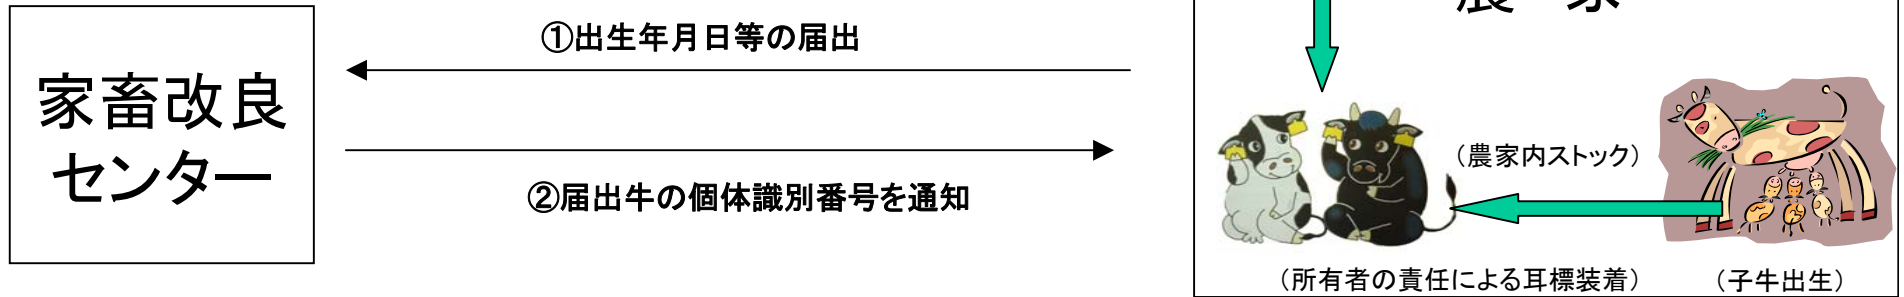 農 家
①出生年月日等の届出
家畜改良
センター
②届出牛の個体識別番号を通知
（農家内ストック）
（所有者の責任による耳標装着）
（子牛出生）